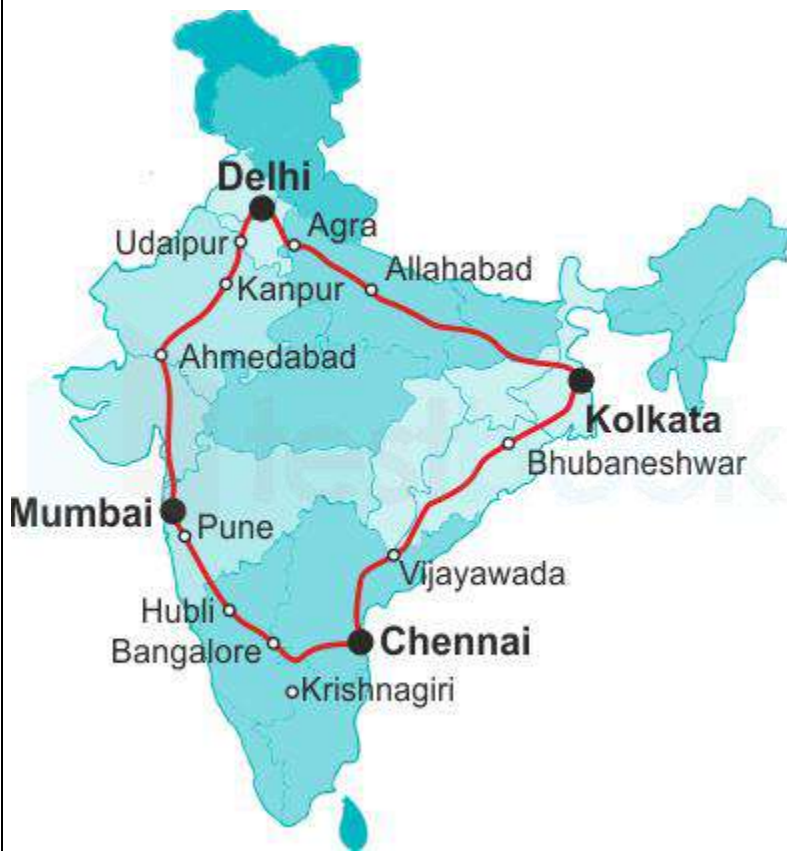 Delhi
Agra
Udaipur
Allahabad
Kanpur
Ahmedabad
Kolkata
Bhubaneshwar
Mumbai
Pune
Vijayawada
Hubli
Bangalore
Chennai
Krishnagiri